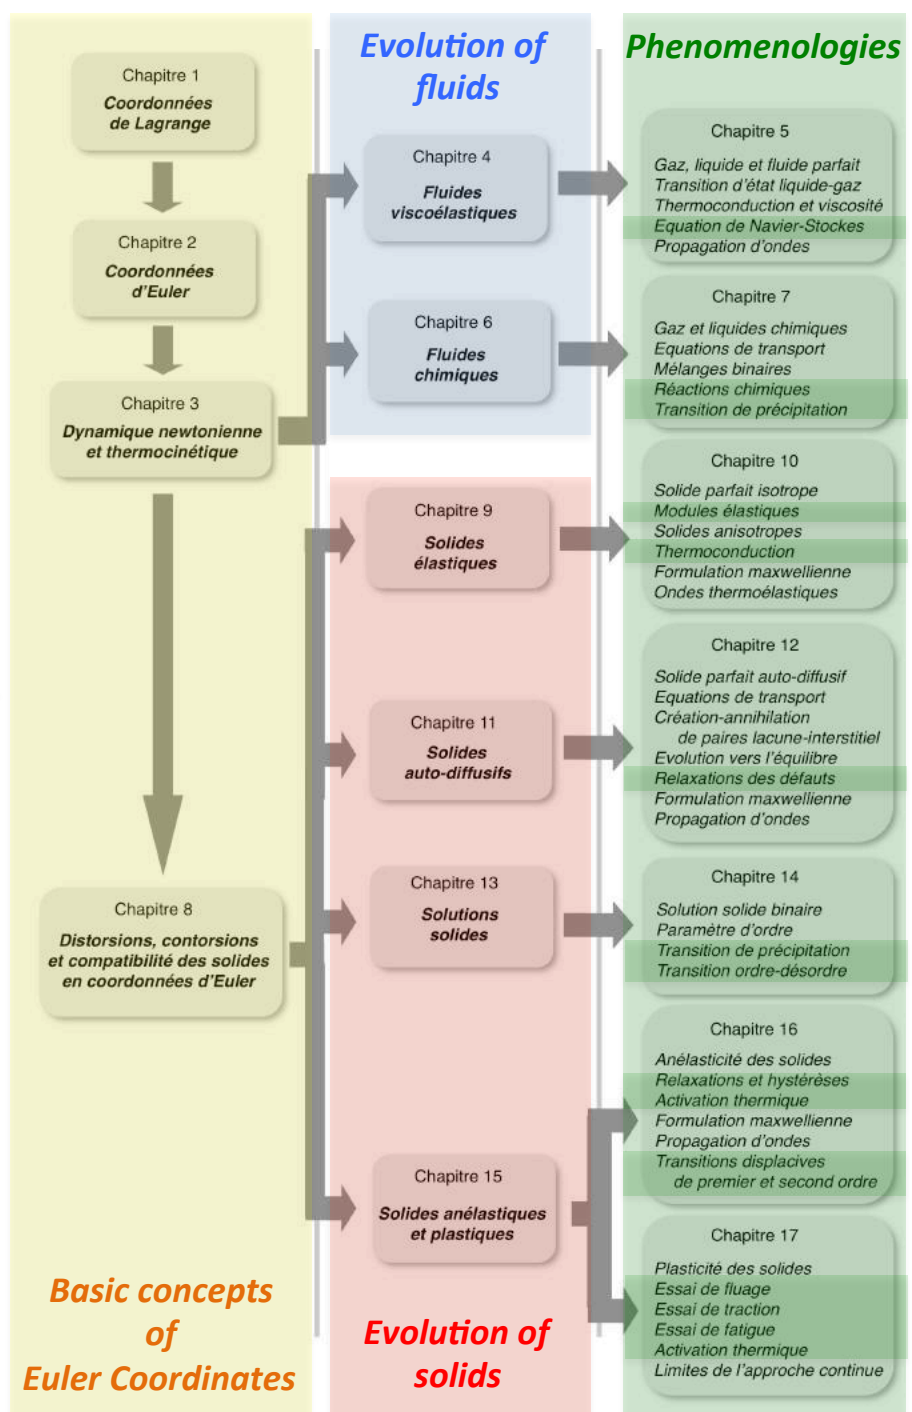 Chapitre 1
Coordonnées
de Lagrange
Chapitre 2
Coordonnées
d'Euler
Chapitre 3
Dynamique newtonienne
et thermocinétique
Chapitre 8
Distorsions, contorsions
et compatibilité des solides
en coordonnées d'Euler
Basic concepts
of
Euler Coordinates
Evolution of
fluids
Chapitre 4
Fluides
viscoélastiques
Chapitre 6
Fluides
chimiques
Chapitre 9
Solides
élastiques
Chapitre 11
Solides
auto-diffusifs
Chapitre 13
Solutions
solides
Chapitre 15
Solides anélastiques
et plastiques
Evolution of
solids
Phenomenologies
Chapitre 5
Gaz, liquide et fluide parfait
Transition d'état liquide-gaz
Thermoconduction et viscosité
Equation de Navier-Stockes
Propagation d'ondes
Chapitre 7
Gaz et liquides chimiques
Equations de transport
Mélanges binaires
Réactions chimiques
Transition de précipitation
Chapitre 10
Solide parfait isotrope
Modules élastiques
Solides anisotropes
Thermoconduction
Formulation maxwellienne
Ondes thermoélastiques
Chapitre 12
Solide parfait auto-diffusif
Equations de transport
Création-annihilation
de paires lacune-interstitiel
Evolution vers l'équilibre
Relaxations des défauts
Formulation maxwellienne
Propagation d'ondes
Chapitre 14
Solution solide binaire
Paramètre d'ordre
Transition de précipitation
Transition ordre-désordre
Chapitre 16
Anélasticité des solides
Relaxations et hystérèses
Activation thermique
Formulation maxwellienne
Propagation d'ondes
Transitions displacives
de premier et second ordre
Chapitre 17
Plasticité des solides
Essai de fluage
Essai de traction
Essai de fatigue
Activation thermique
Limites de l'approche continue